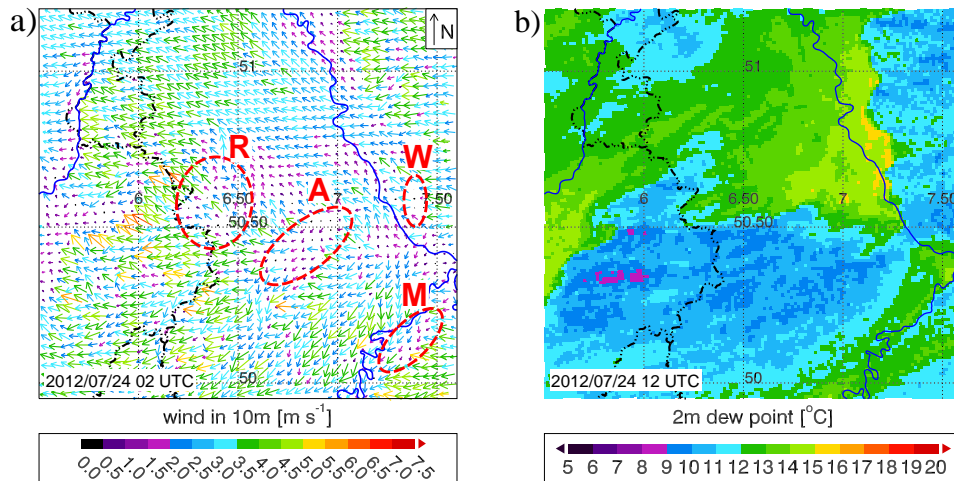 a)
N
51
R
A
W
6
6.50
7
7.50
50.50
M
50
2012/07/24 02 UTC
wind in 10m [m s⁻¹]
0.0 0.5 1.0 1.5 2.0 2.5 3.0 3.5 4.0 4.5 5.0 5.5 6.0 6.5 7.0 7.5
b)
51
6
6.50
7
7.50
50.50
50
2012/07/24 12 UTC
2m dew point [°C]
5 6 7 8 9 10 11 12 13 14 15 16 17 18 19 20